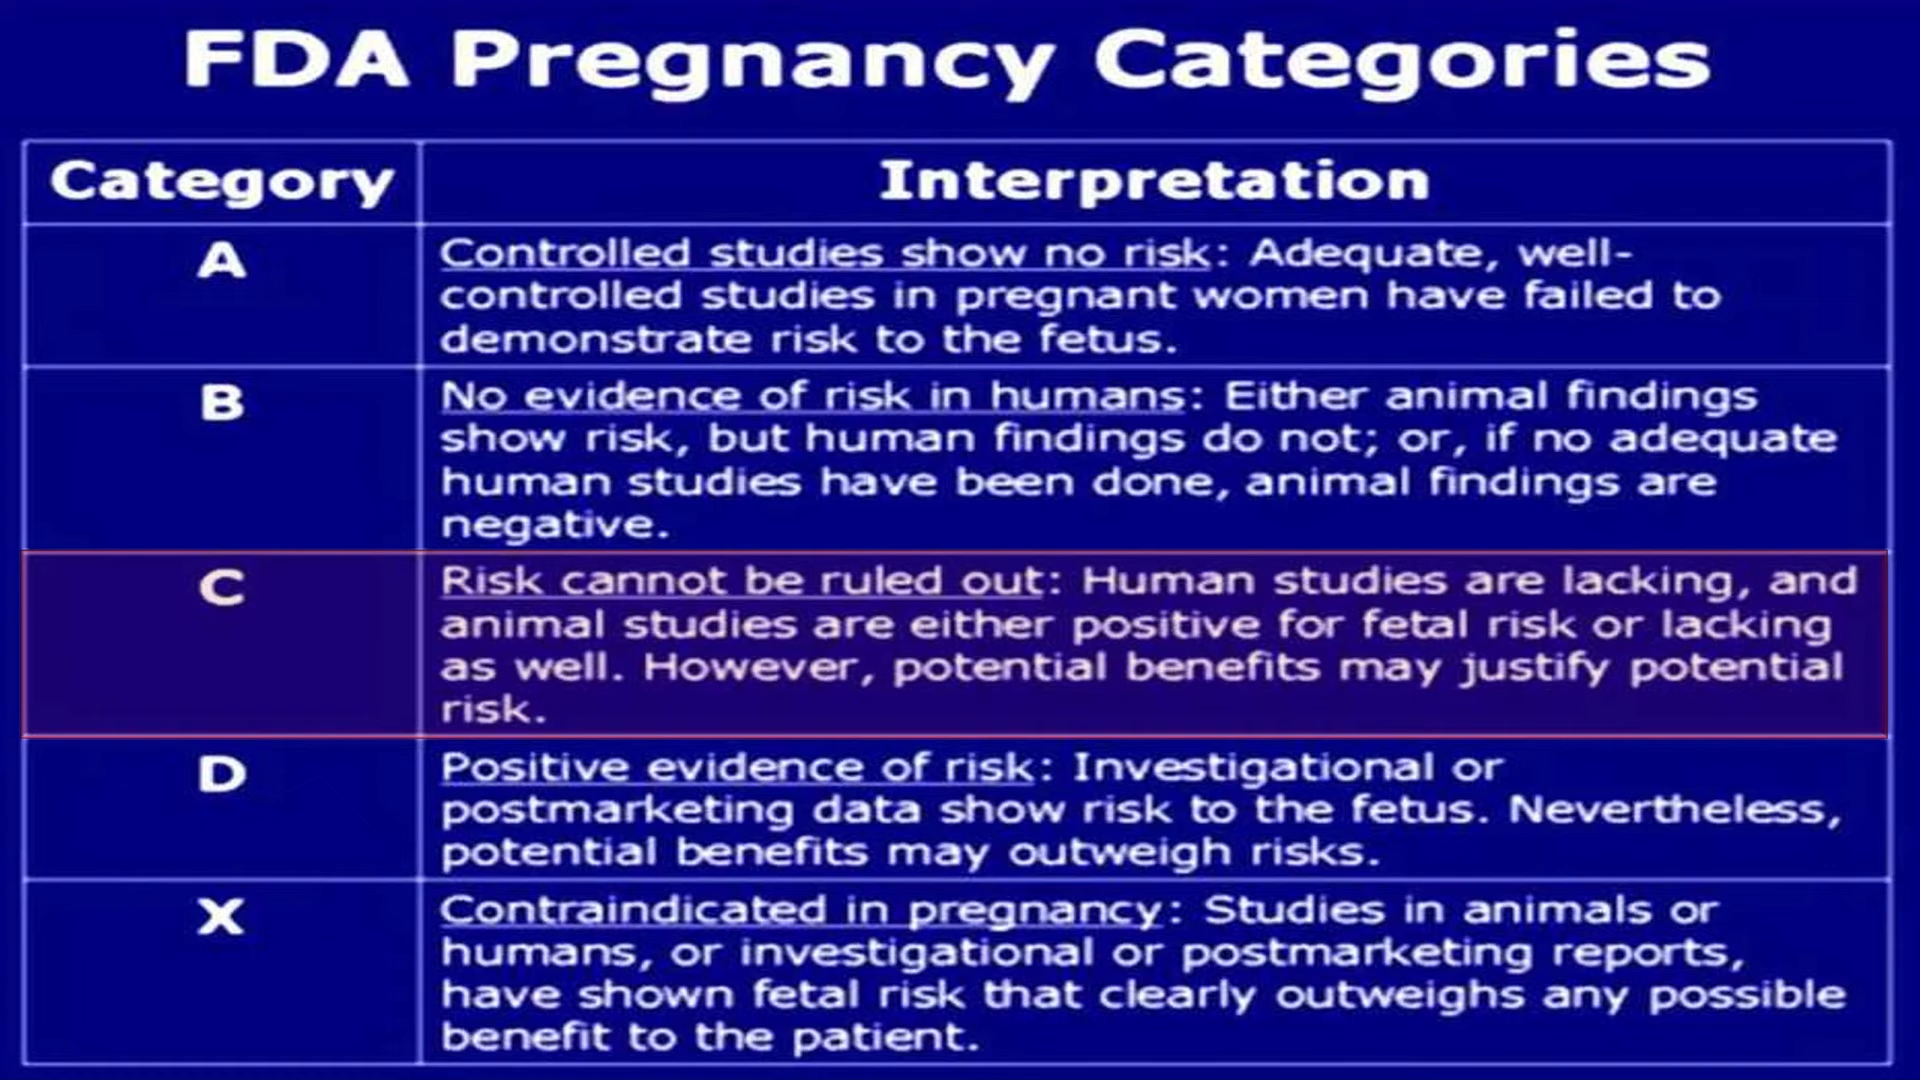 FDA Pregnancy Categories
Category
Interpretation
A
Controlled studies show no risk: Adequate, well-
controlled studies in pregnant women have failed to
demonstrate risk to the fetus.
B
No evidence of risk in humans: Either animal findings
show risk, but human findings do not; or, if no adequate
human studies have been done, animal findings are
negative.
C
Risk cannot be ruled out: Human studies are lacking, and
animal studies are either positive for fetal risk or lacking
as well. However, potential benefits may justify potential
risk.
D
Positive evidence of risk: Investigational or
postmarketing data show risk to the fetus. Nevertheless,
potential benefits may outweigh risks.
X
Contraindicated in pregnancy: Studies in animals or
humans, or investigational or postmarketing reports,
have shown fetal risk that clearly outweighs any possible
benefit to the patient.